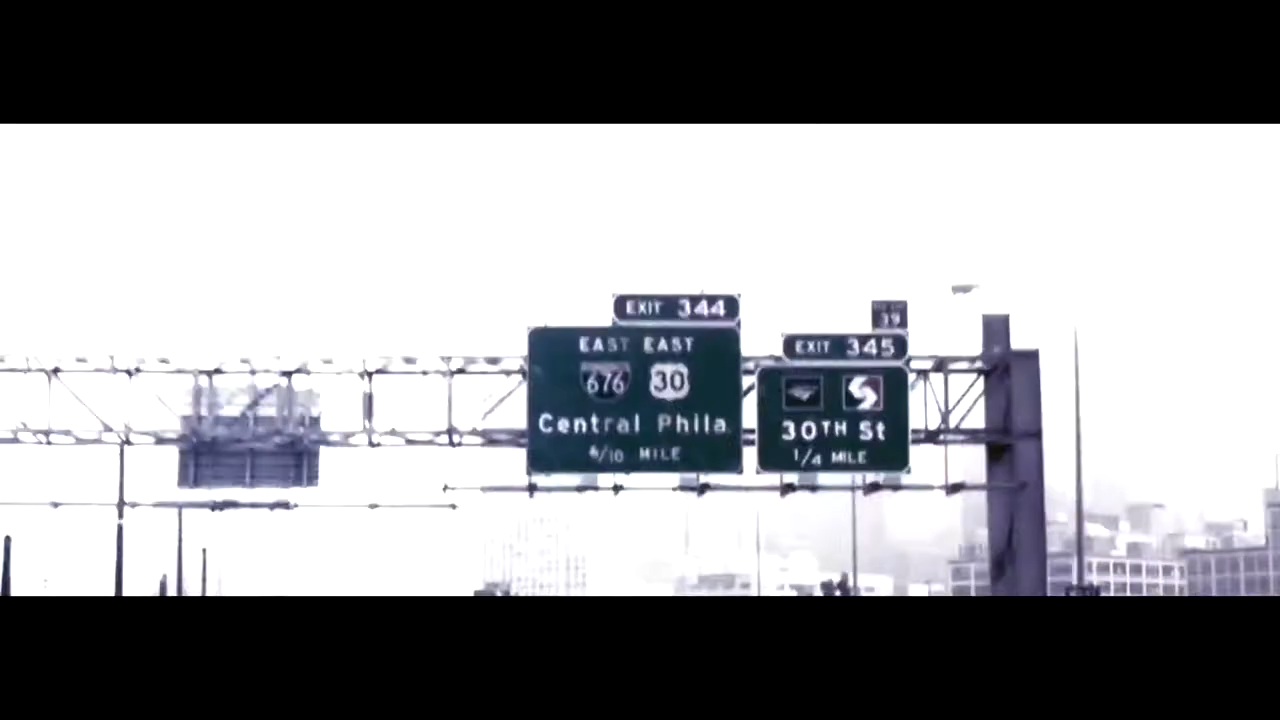 EXIT 344
EAST EAST
676 30
Central Phila.
6/10 MILE
39
EXIT 345
30TH St
1/4 MILE